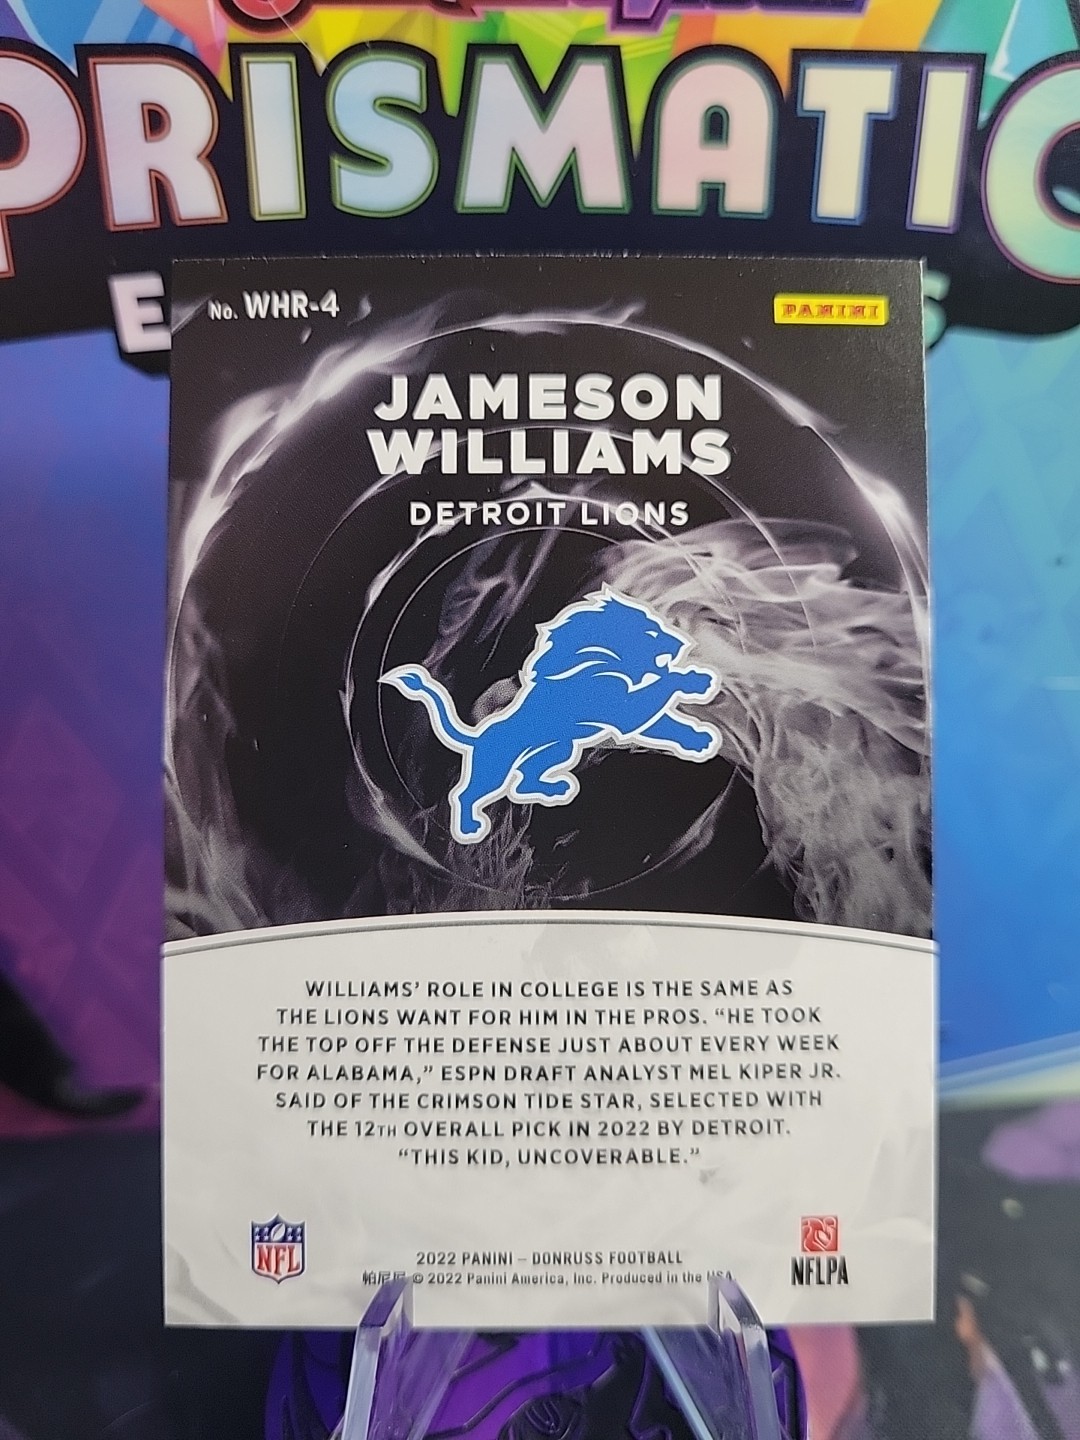 PRISMATIC
No. WHR-4
PANINI
JAMESON
WILLIAMS
DETROIT LIONS
WILLIAMS' ROLE IN COLLEGE IS THE SAME AS
THE LIONS WANT FOR HIM IN THE PROS. “HE TOOK
THE TOP OFF THE DEFENSE JUST ABOUT EVERY WEEK
FOR ALABAMA,” ESPN DRAFT ANALYST MEL KIPER JR.
SAID OF THE CRIMSON TIDE STAR, SELECTED WITH
THE 12TH OVERALL PICK IN 2022 BY DETROIT.
“THIS KID, UNCOVERABLE.”
NFL
2022 PANINI – DONRUSS FOOTBALL
帕尼尼 © 2022 Panini America, Inc. Produced in the USA.
NFLPA